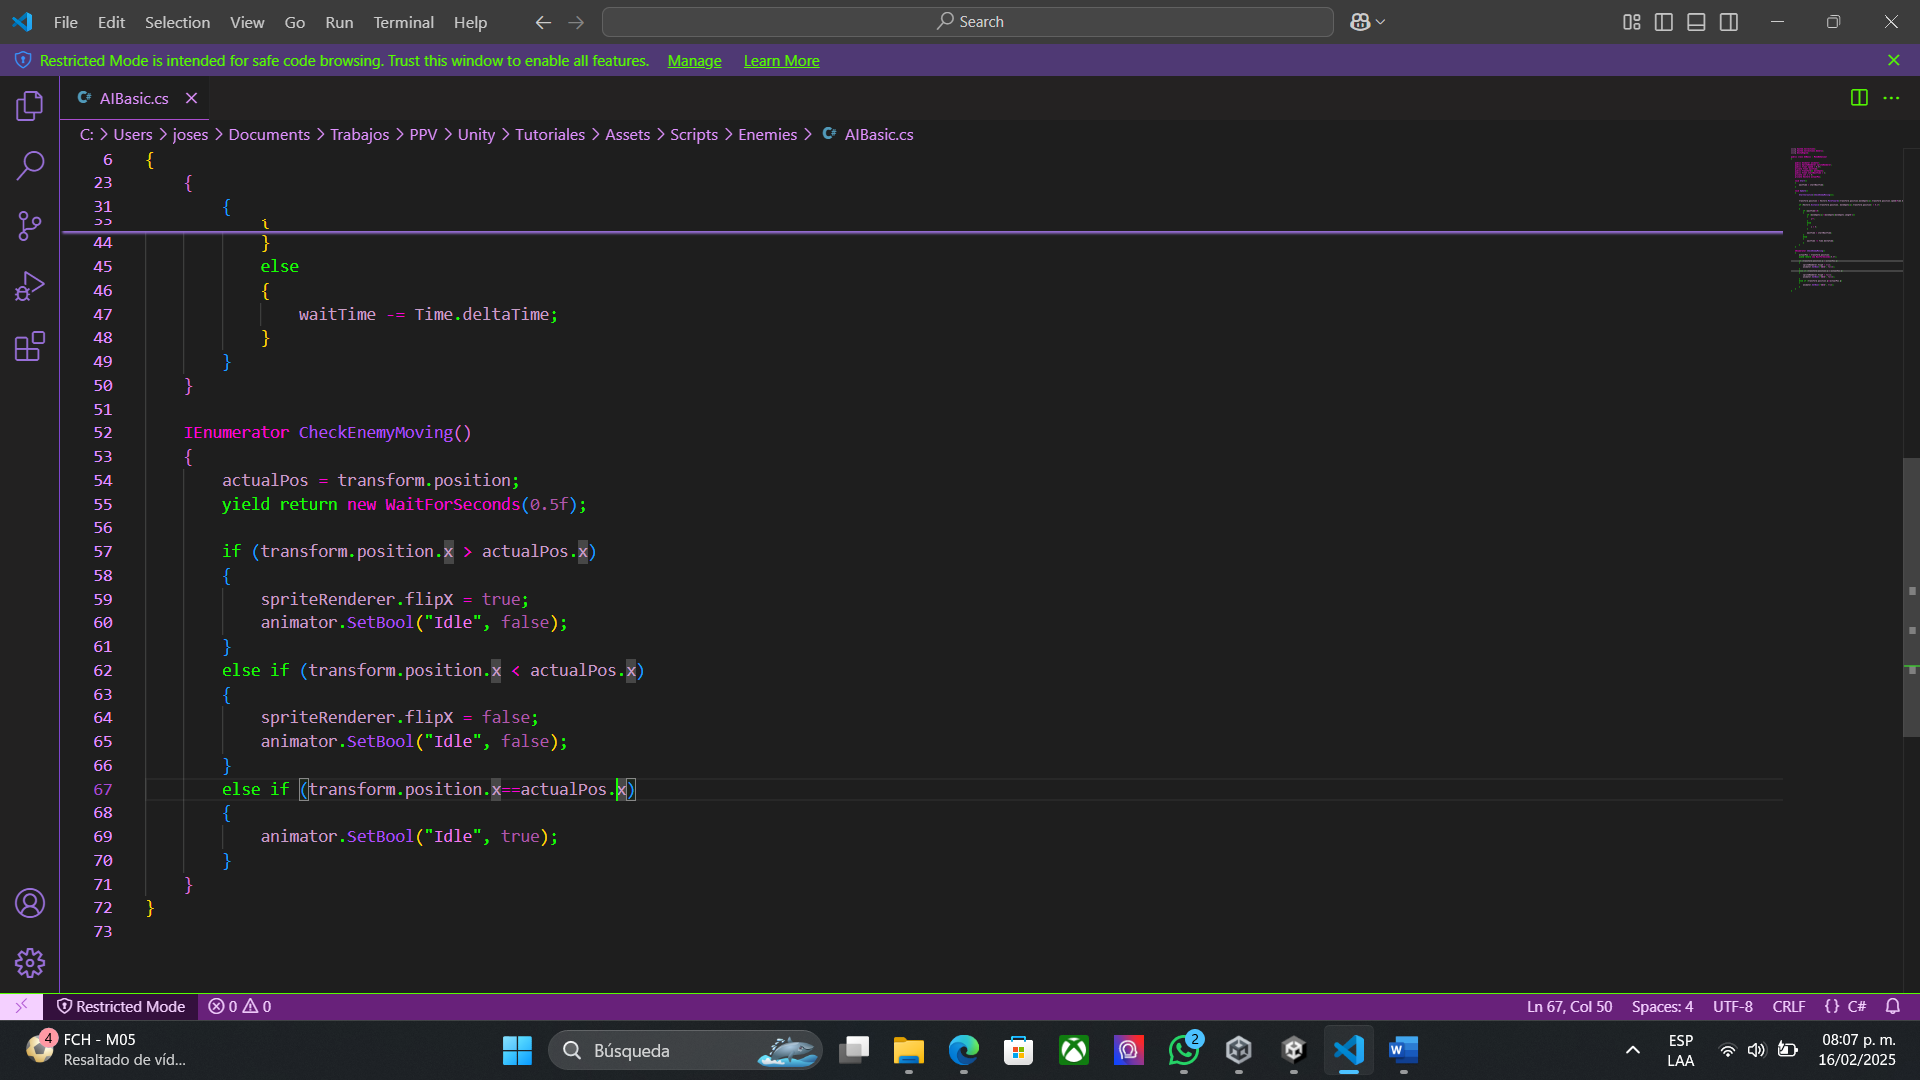 File Edit Selection View Go Run Terminal Help Search
Restricted Mode is intended for safe code browsing. Trust this window to enable all features. Manage Learn More
AIBasic.cs
C: > Users > joses > Documents > Trabajos > PPV > Unity > Tutoriales > Assets > Scripts > Enemies > AIBasic.cs
6 {
23 {
31 {
33 {
44 }
45 else
46 {
47 waitTime -= Time.deltaTime;
48 }
49 }
50 }
51
52 IEnumerator CheckEnemyMoving()
53 {
54 actualPos = transform.position;
55 yield return new WaitForSeconds(0.5f);
56
57 if (transform.position.x > actualPos.x)
58 {
59 spriteRenderer.flipX = true;
60 animator.SetBool("Idle", false);
61 }
62 else if (transform.position.x < actualPos.x)
63 {
64 spriteRenderer.flipX = false;
65 animator.SetBool("Idle", false);
66 }
67 else if (transform.position.x==actualPos.x)
68 {
69 animator.SetBool("Idle", true);
70 }
71 }
72 }
73
Restricted Mode 0 0 Ln 67, Col 50 Spaces: 4 UTF-8 CRLF {} C#
4 FCH - M05
Resaltado de víd...
Búsqueda
2
ESP
LAA
08:07 p. m.
16/02/2025